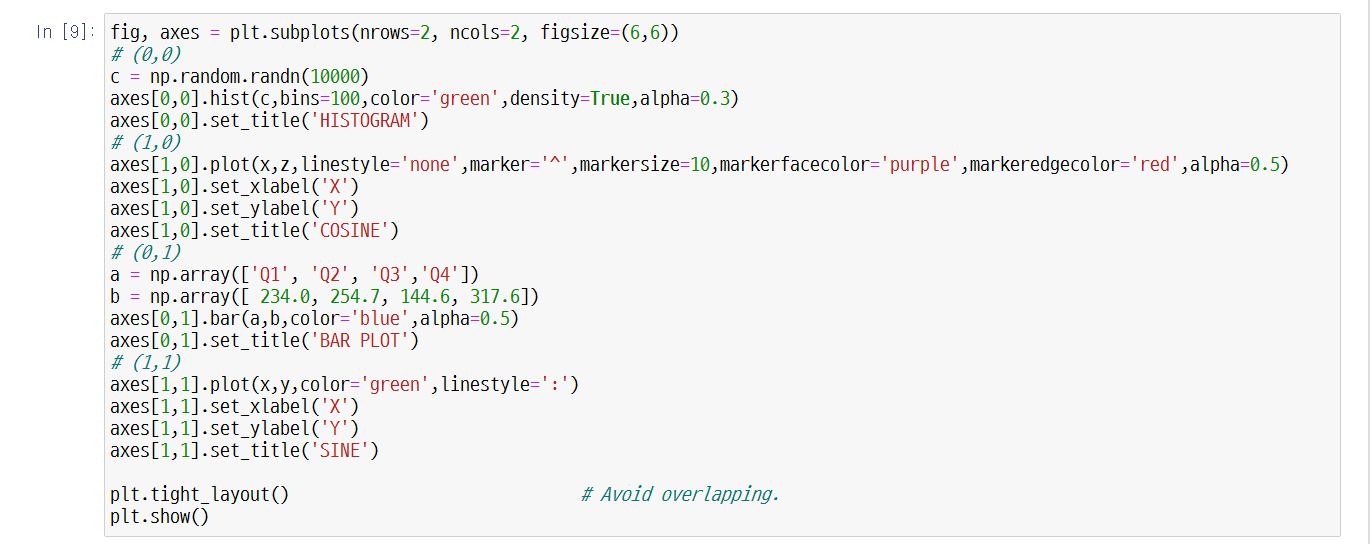 In [9]:
fig, axes = plt.subplots(nrows=2, ncols=2, figsize=(6,6))
# (0,0)
c = np.random.randn(10000)
axes[0,0].hist(c,bins=100,color='green',density=True,alpha=0.3)
axes[0,0].set_title('HISTOGRAM')
# (1,0)
axes[1,0].plot(x,z,linestyle='none',marker='^',markersize=10,markerfacecolor='purple',markeredgecolor='red',alpha=0.5)
axes[1,0].set_xlabel('X')
axes[1,0].set_ylabel('Y')
axes[1,0].set_title('COSINE')
# (0,1)
a = np.array(['Q1', 'Q2', 'Q3','Q4'])
b = np.array([ 234.0, 254.7, 144.6, 317.6])
axes[0,1].bar(a,b,color='blue',alpha=0.5)
axes[0,1].set_title('BAR PLOT')
# (1,1)
axes[1,1].plot(x,y,color='green',linestyle=':')
axes[1,1].set_xlabel('X')
axes[1,1].set_ylabel('Y')
axes[1,1].set_title('SINE')
plt.tight_layout() # Avoid overlapping.
plt.show()